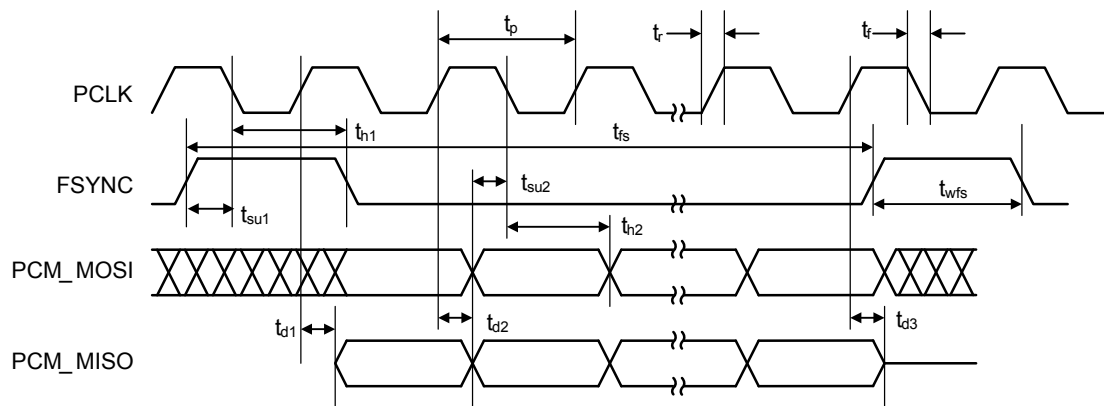 tp
tr
tf
PCLK
th1
tfs
FSYNC
tsu1
tsu2
twfs
th2
PCM_MOSI
td1
td2
td3
PCM_MISO